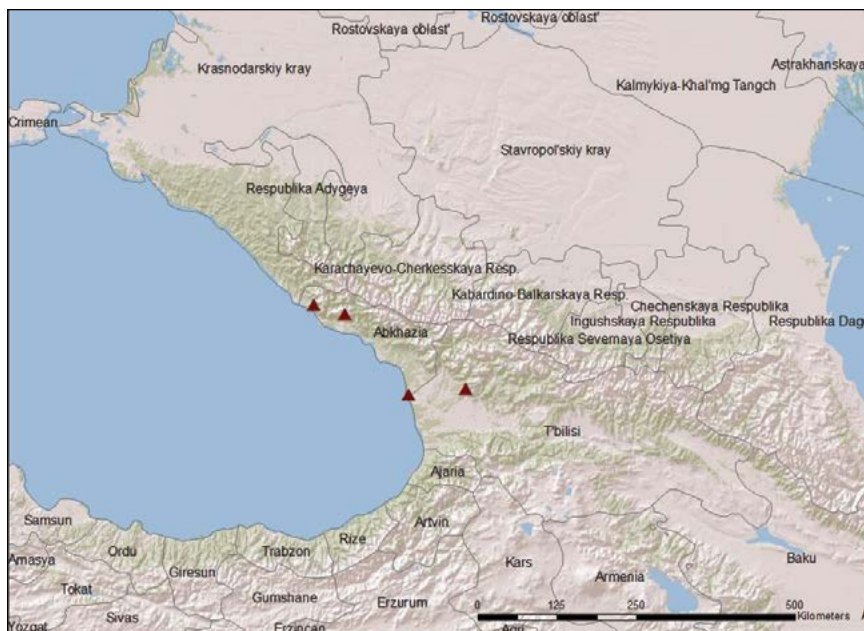 Rostovskaya oblast'
Rostovskaya oblast'
Krasnodarskiy kray
Astrakhanskaya
Kalmykiya-Khal'mg Tangch
Crimean
Stavropol'skiy kray
Respublika Adygeya
Karachayevo-Cherkesskaya Resp.
Kabardino-Balkarskaya Resp.
Chechenskaya Respublika
Ingushskaya Respublika
Respublika Dag
Abkhazia
Respublika Severnaya Osetiya
T'bilisi
Ajaria
Samsun
Artvin
Ordu
Trabzon
Rize
Kars
Baku
Amasya
Giresun
Armenia
Tokat
Gumshane
Erzurum
Sivas
Yozgat
Erzincan
Agri
0 125 250 500
Kilometers